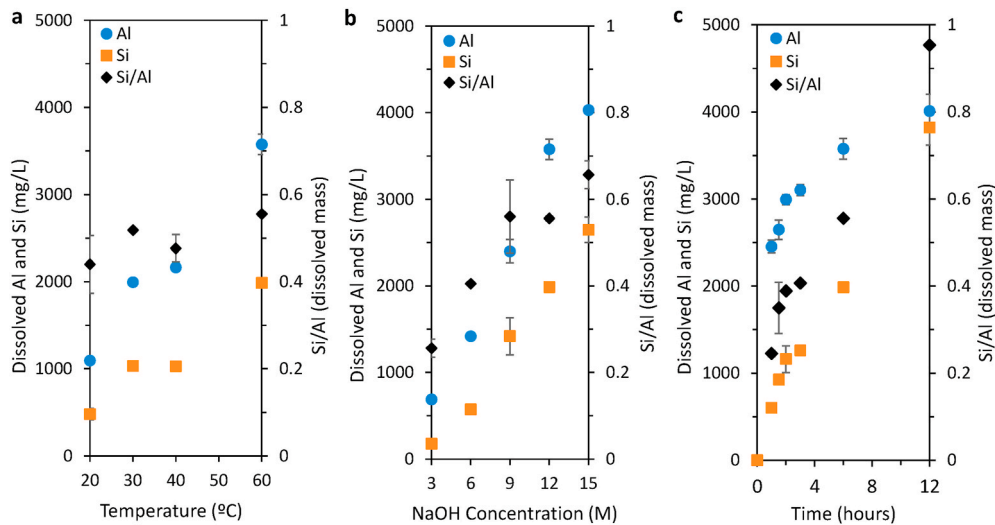 a
Al
Si
Si/Al
5000
4000
3000
2000
1000
0
1
0.8
0.6
0.4
0.2
0
20 30 40 50 60
Dissolved Al and Si (mg/L)
Si/Al (dissolved mass)
Temperature (ºC)
b
Al
Si
Si/Al
5000
4000
3000
2000
1000
0
1
0.8
0.6
0.4
0.2
0
3 6 9 12 15
Dissolved Al and Si (mg/L)
Si/Al (dissolved mass)
NaOH Concentration (M)
c
Al
Si
Si/Al
5000
4000
3000
2000
1000
0
1
0.8
0.6
0.4
0.2
0
0 4 8 12
Dissolved Al and Si (mg/L)
Si/Al (dissolved mass)
Time (hours)